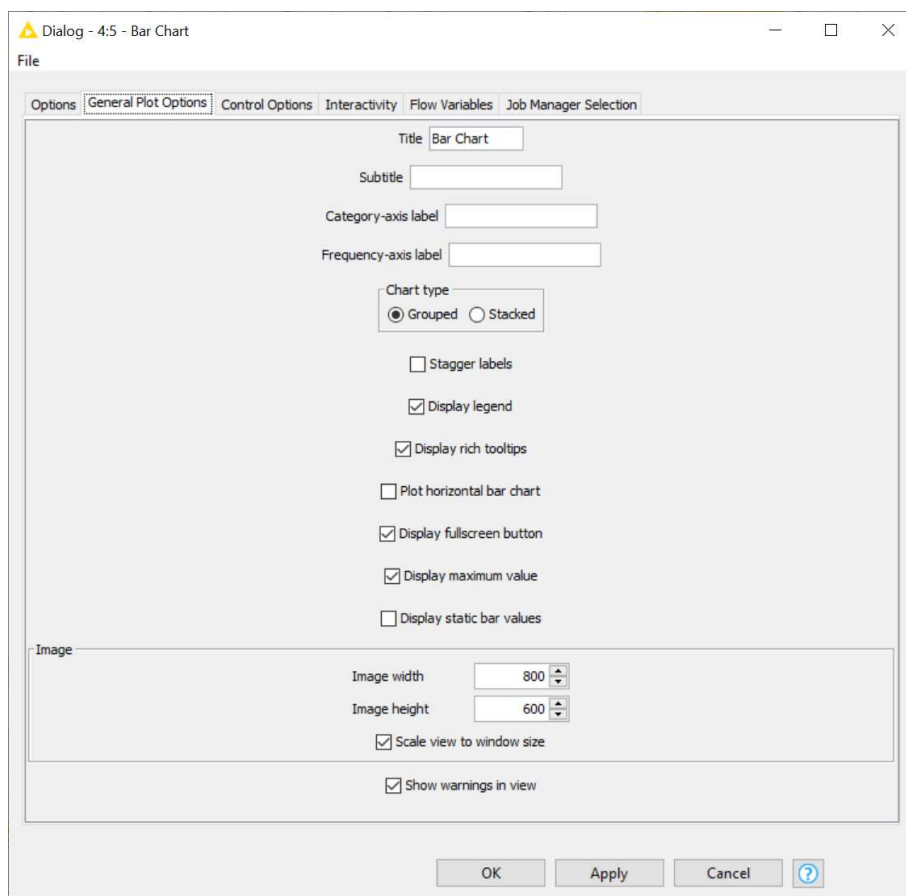 Dialog - 4:5 - Bar Chart
File
Options General Plot Options Control Options Interactivity Flow Variables Job Manager Selection
Title Bar Chart
Subtitle
Category-axis label
Frequency-axis label
Chart type
Grouped Stacked
Stagger labels
Display legend
Display rich tooltips
Plot horizontal bar chart
Display fullscreen button
Display maximum value
Display static bar values
Image
Image width 800
Image height 600
Scale view to window size
Show warnings in view
OK Apply Cancel ?